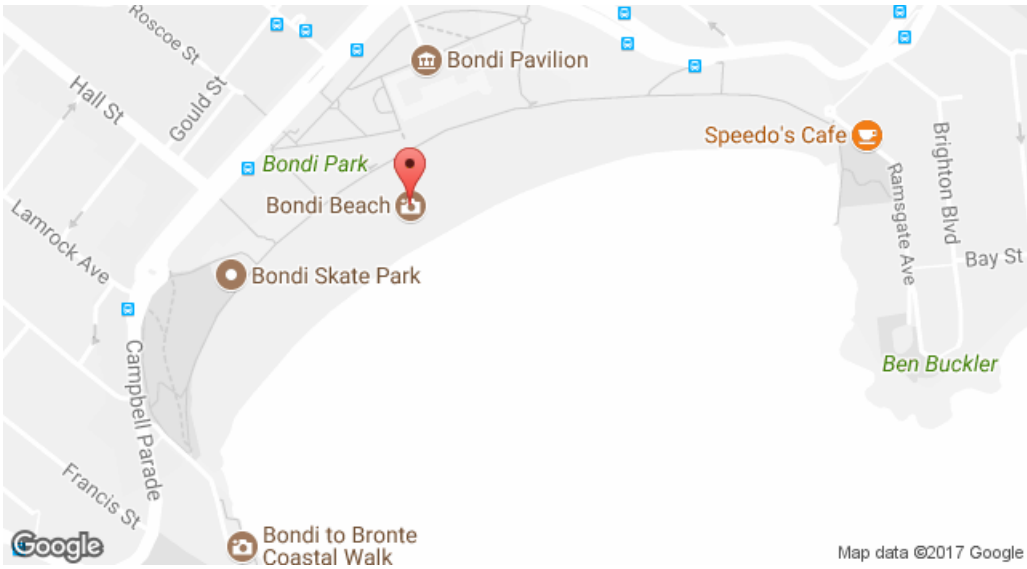 Roscoe St
Bondi Pavilion
Hall St
Gould St
Speedo's Cafe
Brighton Blvd
Bondi Park
Bondi Beach
Ramsgate Ave
Lamrock Ave
Bay St
Bondi Skate Park
Ben Buckler
Campbell Parade
Francis St
Bondi to Bronte
Coastal Walk
Google
Map data ©2017 Google